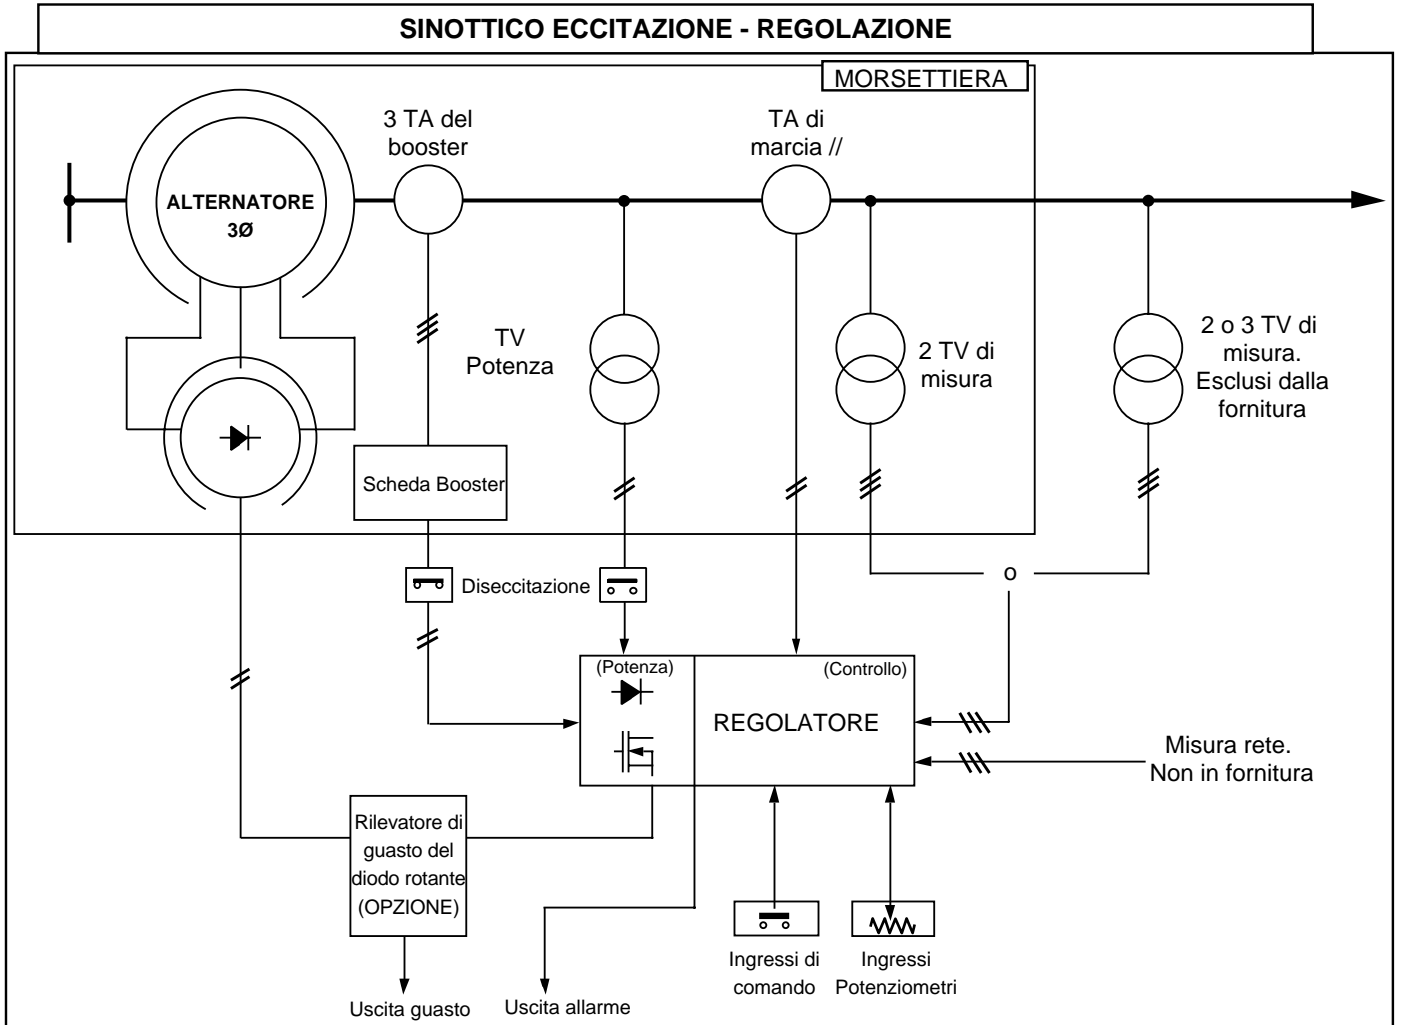 SINOTTICO ECCITAZIONE - REGOLAZIONE
MORSETTIERA
3 TA del
booster
TA di
marcia //
ALTERNATORE
3Ø
TV
Potenza
2 TV di
misura
2 o 3 TV di
misura.
Esclusi dalla
fornitura
Scheda Booster
Diseccitazione
o
(Potenza)
(Controllo)
REGOLATORE
Misura rete.
Non in fornitura
Rilevatore di
guasto del
diodo rotante
(OPZIONE)
Ingressi di
comando
Ingressi
Potenziometri
Uscita guasto
Uscita allarme